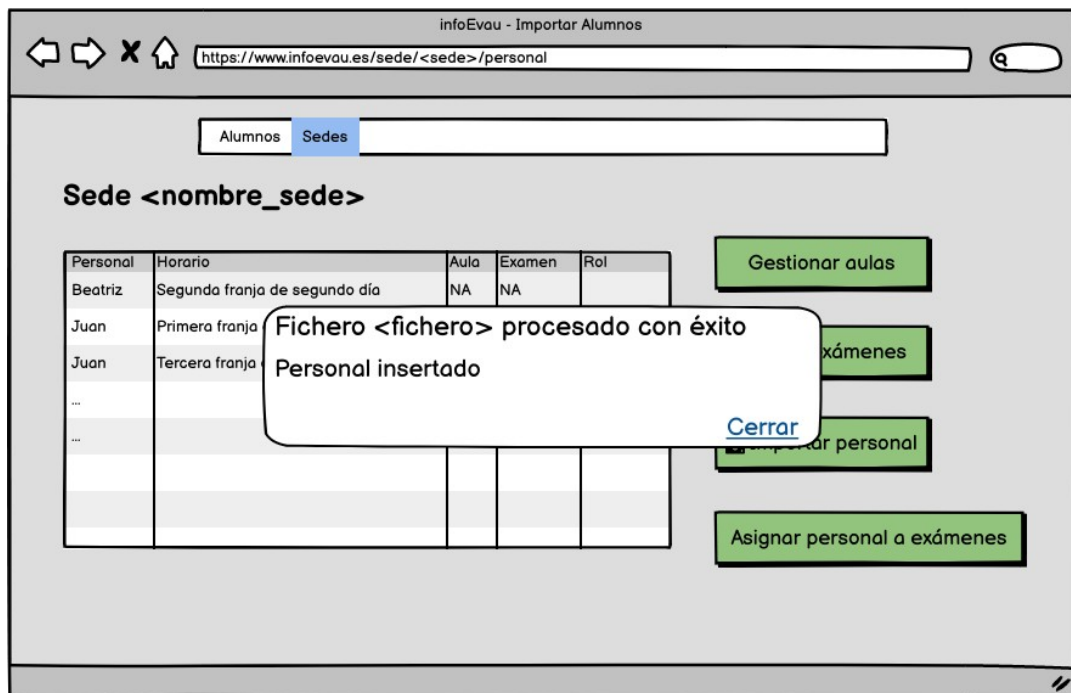 infoEvau - Importar Alumnos
https://www.infoevau.es/sede/<sede>/personal
Alumnos Sedes
Sede <nombre_sede>
Personal Horario Aula Examen Rol
Beatriz Segunda franja de segundo día NA NA
Juan Primera franja
Juan Tercera franja
...
...
Fichero <fichero> procesado con éxito
Personal insertado
Cerrar
Gestionar aulas
xámenes
personal
Asignar personal a exámenes